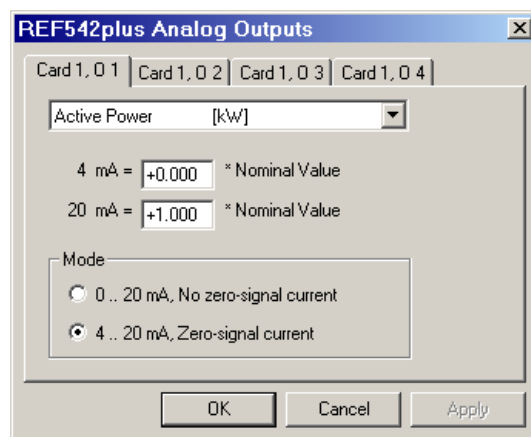 REF542plus Analog Outputs
Card 1, O 1 Card 1, O 2 Card 1, O 3 Card 1, O 4
Active Power [kW]
4 mA = +0.000 * Nominal Value
20 mA = +1.000 * Nominal Value
Mode
0 .. 20 mA, No zero-signal current
4 .. 20 mA, Zero-signal current
OK Cancel Apply